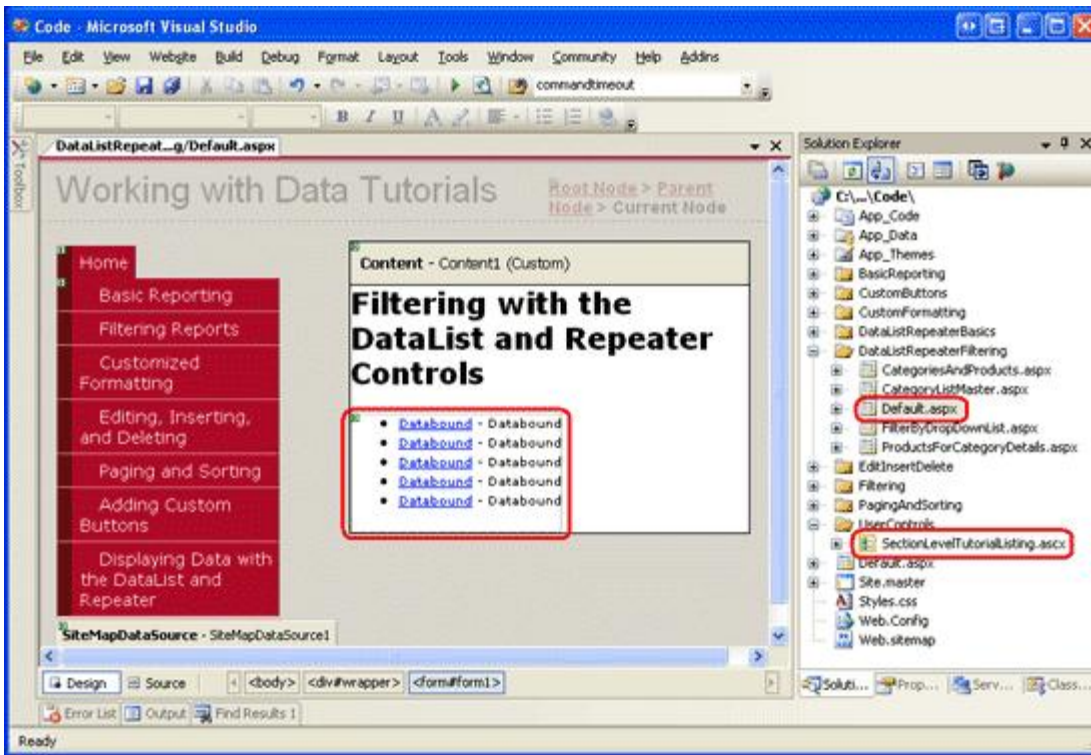 Code - Microsoft Visual Studio
File Edit View Website Build Debug Format Layout Tools Window Community Help Addins
commandtimeout
B I U A
Toolbox
DataListRepeat...g/Default.aspx
Working with Data Tutorials
Root Node > Parent
Node > Current Node
Home
Basic Reporting
Filtering Reports
Customized
Formatting
Editing, Inserting,
and Deleting
Paging and Sorting
Adding Custom
Buttons
Displaying Data with
the DataList and
Repeater
SiteMapDataSource - SiteMapDataSource1
Content - Content1 (Custom)
Filtering with the
DataList and Repeater
Controls
Databound - Databound
Databound - Databound
Databound - Databound
Databound - Databound
Databound - Databound
Design Source <body> <div#wrapper> <form#form1>
Error List Output Find Results 1
Ready
Solution Explorer
C:\...\Code\
App_Code
App_Data
App_Themes
BasicReporting
CustomButtons
CustomFormatting
DataListRepeaterBasics
DataListRepeaterFiltering
CategoriesAndProducts.aspx
CategoryListMaster.aspx
Default.aspx
FilterByDropDownList.aspx
ProductsForCategoryDetails.aspx
EditInsertDelete
Filtering
PagingAndSorting
UserControls
SectionLevelTutorialListing.ascx
Default.aspx
Site.master
Styles.css
Web.Config
Web.sitemap
Soluti... Prop... Serv... Class...